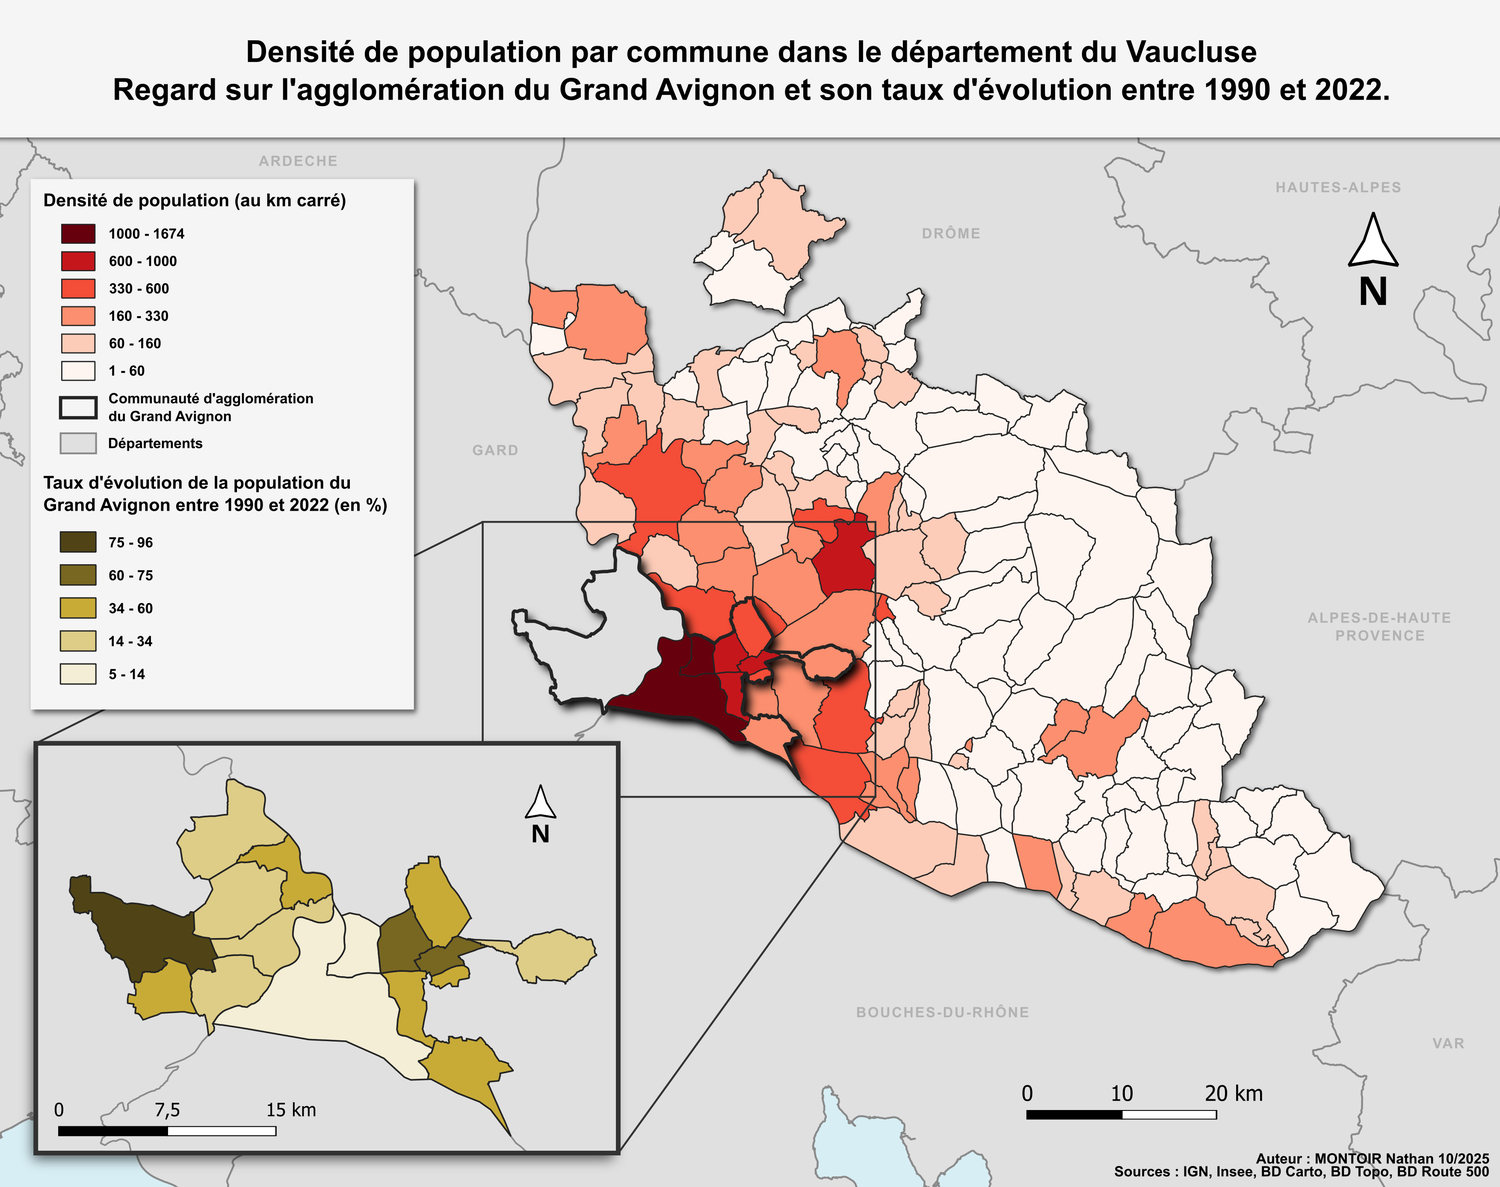 Densité de population par commune dans le département du Vaucluse
Regard sur l'agglomération du Grand Avignon et son taux d'évolution entre 1990 et 2022.
ARDECHE
HAUTES-ALPES
DRÔME
GARD
ALPES-DE-HAUTE
PROVENCE
BOUCHES-DU-RHÔNE
VAR
N
Densité de population (au km carré)
1000 - 1674
600 - 1000
330 - 600
160 - 330
60 - 160
1 - 60
Communauté d'agglomération
du Grand Avignon
Départements
Taux d'évolution de la population du
Grand Avignon entre 1990 et 2022 (en %)
75 - 96
60 - 75
34 - 60
14 - 34
5 - 14
N
0 7,5 15 km
0 10 20 km
Auteur : MONTOIR Nathan 10/2025
Sources : IGN, Insee, BD Carto, BD Topo, BD Route 500